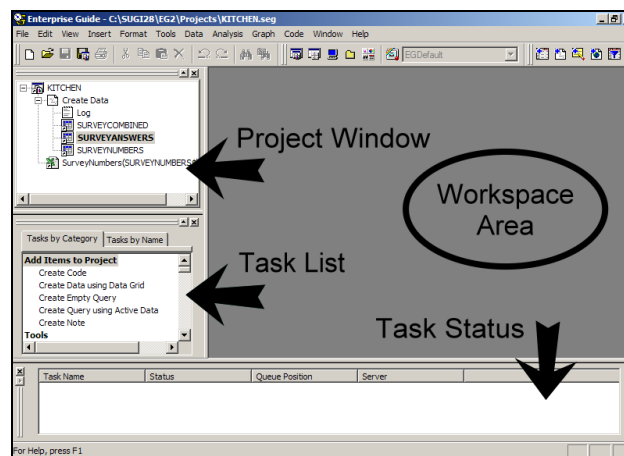 Enterprise Guide - C:\SUGI28\EG2\Projects\KITCHEN.seg
File Edit View Insert Format Tools Data Analysis Graph Code Window Help
EGDefault
KITCHEN
Create Data
Log
SURVEYCOMBINED
SURVEYANSWERS
SURVEYNUMBERS
SurveyNumbers(SURVEYNUMBERS
Project Window
Workspace
Area
Tasks by Category Tasks by Name
Add Items to Project
Create Code
Create Data using Data Grid
Create Empty Query
Create Query using Active Data
Create Note
Tools
Task List
Task Status
Task Name Status Queue Position Server
For Help, press F1